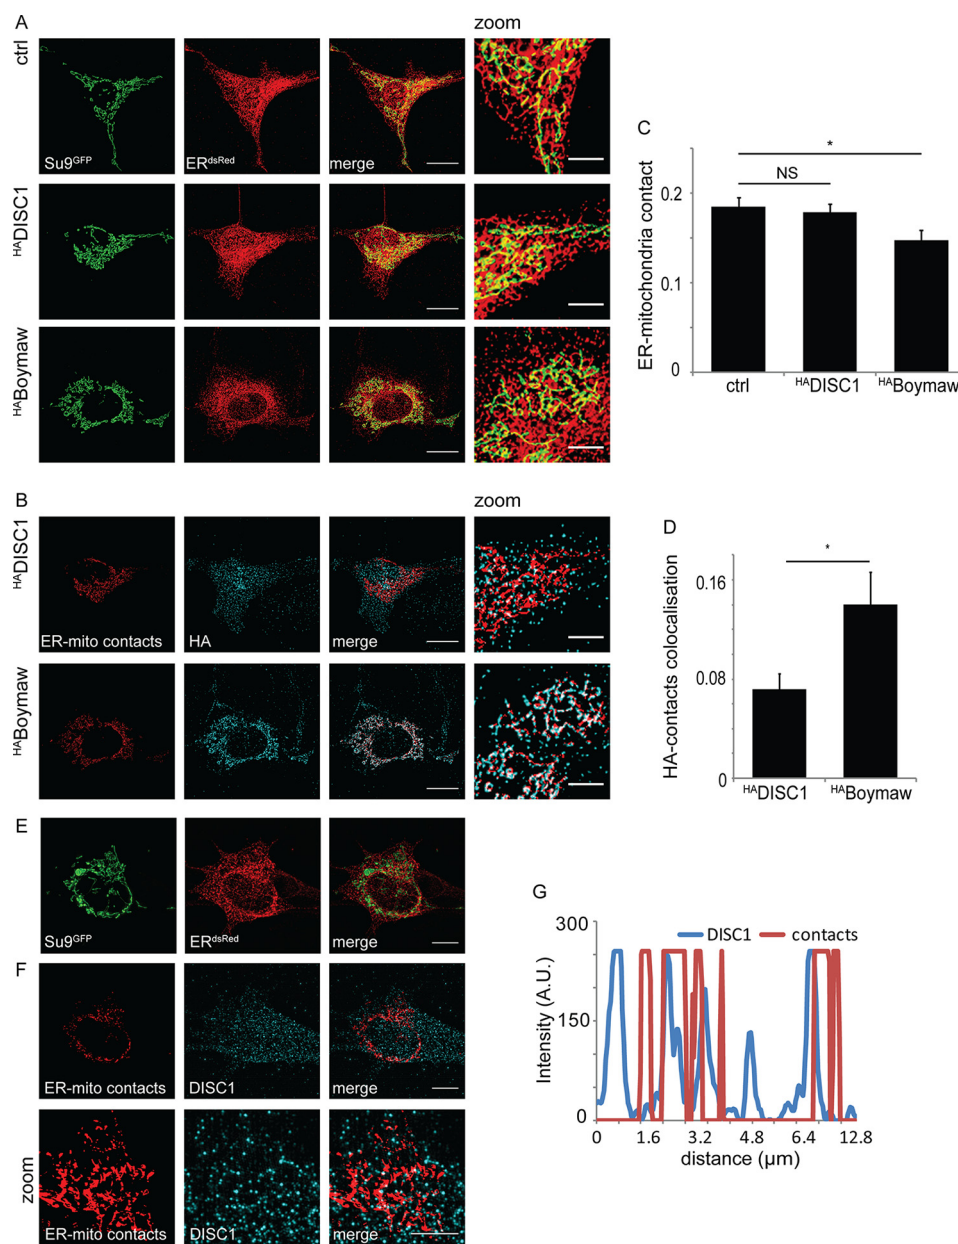 A
zoom
ctrl
Su9GFP
ERdsRed
merge
HADISC1
HABoymaw
C
ER-mitochondria contact
*
NS
0.2
0.1
0
ctrl
HADISC1
HABoymaw
B
zoom
HADISC1
ER-mito contacts
HA
merge
HABoymaw
D
HA-contacts colocalisation
*
0.16
0.08
0
HADISC1
HABoymaw
E
Su9GFP
ERdsRed
merge
F
ER-mito contacts
DISC1
merge
zoom
ER-mito contacts
DISC1
merge
G
DISC1
contacts
Intensity (A.U.)
300
150
0
0 1.6 3.2 4.8 6.4 12.8
distance (µm)